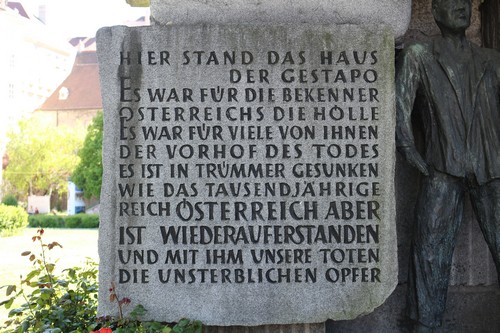 HIER STAND DAS HAUS
DER GESTAPO
ES WAR FÜR DIE BEKENNER
ÖSTERREICHS DIE HÖLLE
ES WAR FÜR VIELE VON IHNEN
DER VORHOF DES TODES
ES IST IN TRÜMMER GESUNKEN
WIE DAS TAUSENDJÄHRIGE
REICH ÖSTERREICH ABER
IST WIEDERAUFERSTANDEN
UND MIT IHM UNSERE TOTEN
DIE UNSTERBLICHEN OPFER